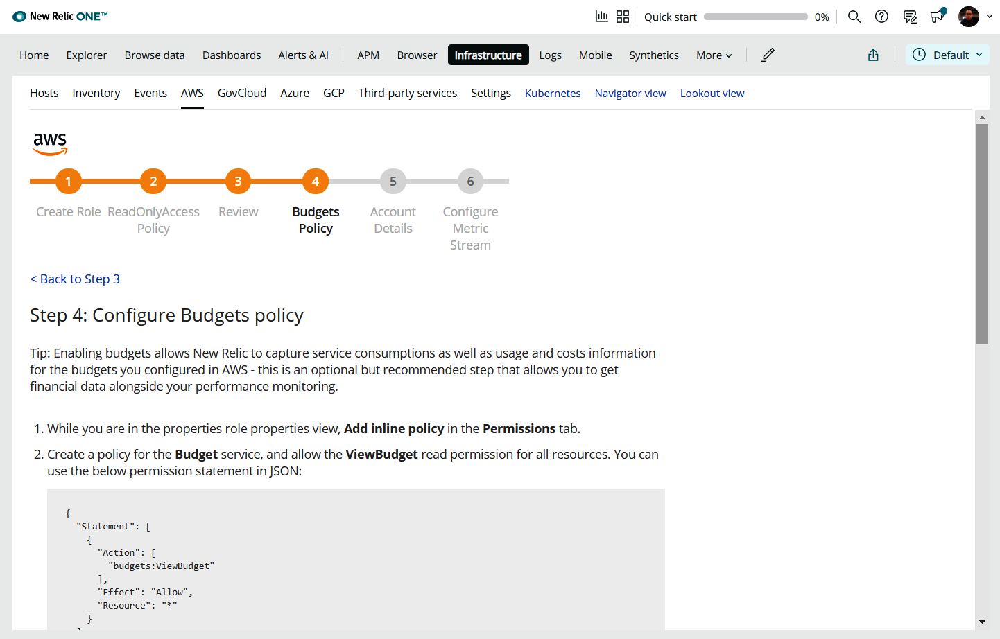 New Relic ONE™
Quick start 0%
Home Explorer Browse data Dashboards Alerts & AI APM Browser Infrastructure Logs Mobile Synthetics More Default
Hosts Inventory Events AWS GovCloud Azure GCP Third-party services Settings Kubernetes Navigator view Lookout view
aws
1 2 3 4 5 6
Create Role ReadOnlyAccess Review Budgets Account Configure
Policy Policy Details Metric
Stream
< Back to Step 3
Step 4: Configure Budgets policy
Tip: Enabling budgets allows New Relic to capture service consumptions as well as usage and costs information
for the budgets you configured in AWS - this is an optional but recommended step that allows you to get
financial data alongside your performance monitoring.
1. While you are in the properties role properties view, Add inline policy in the Permissions tab.
2. Create a policy for the Budget service, and allow the ViewBudget read permission for all resources. You can
use the below permission statement in JSON:
{
"Statement": [
{
"Action": [
"budgets:ViewBudget"
],
"Effect": "Allow",
"Resource": "*"
}